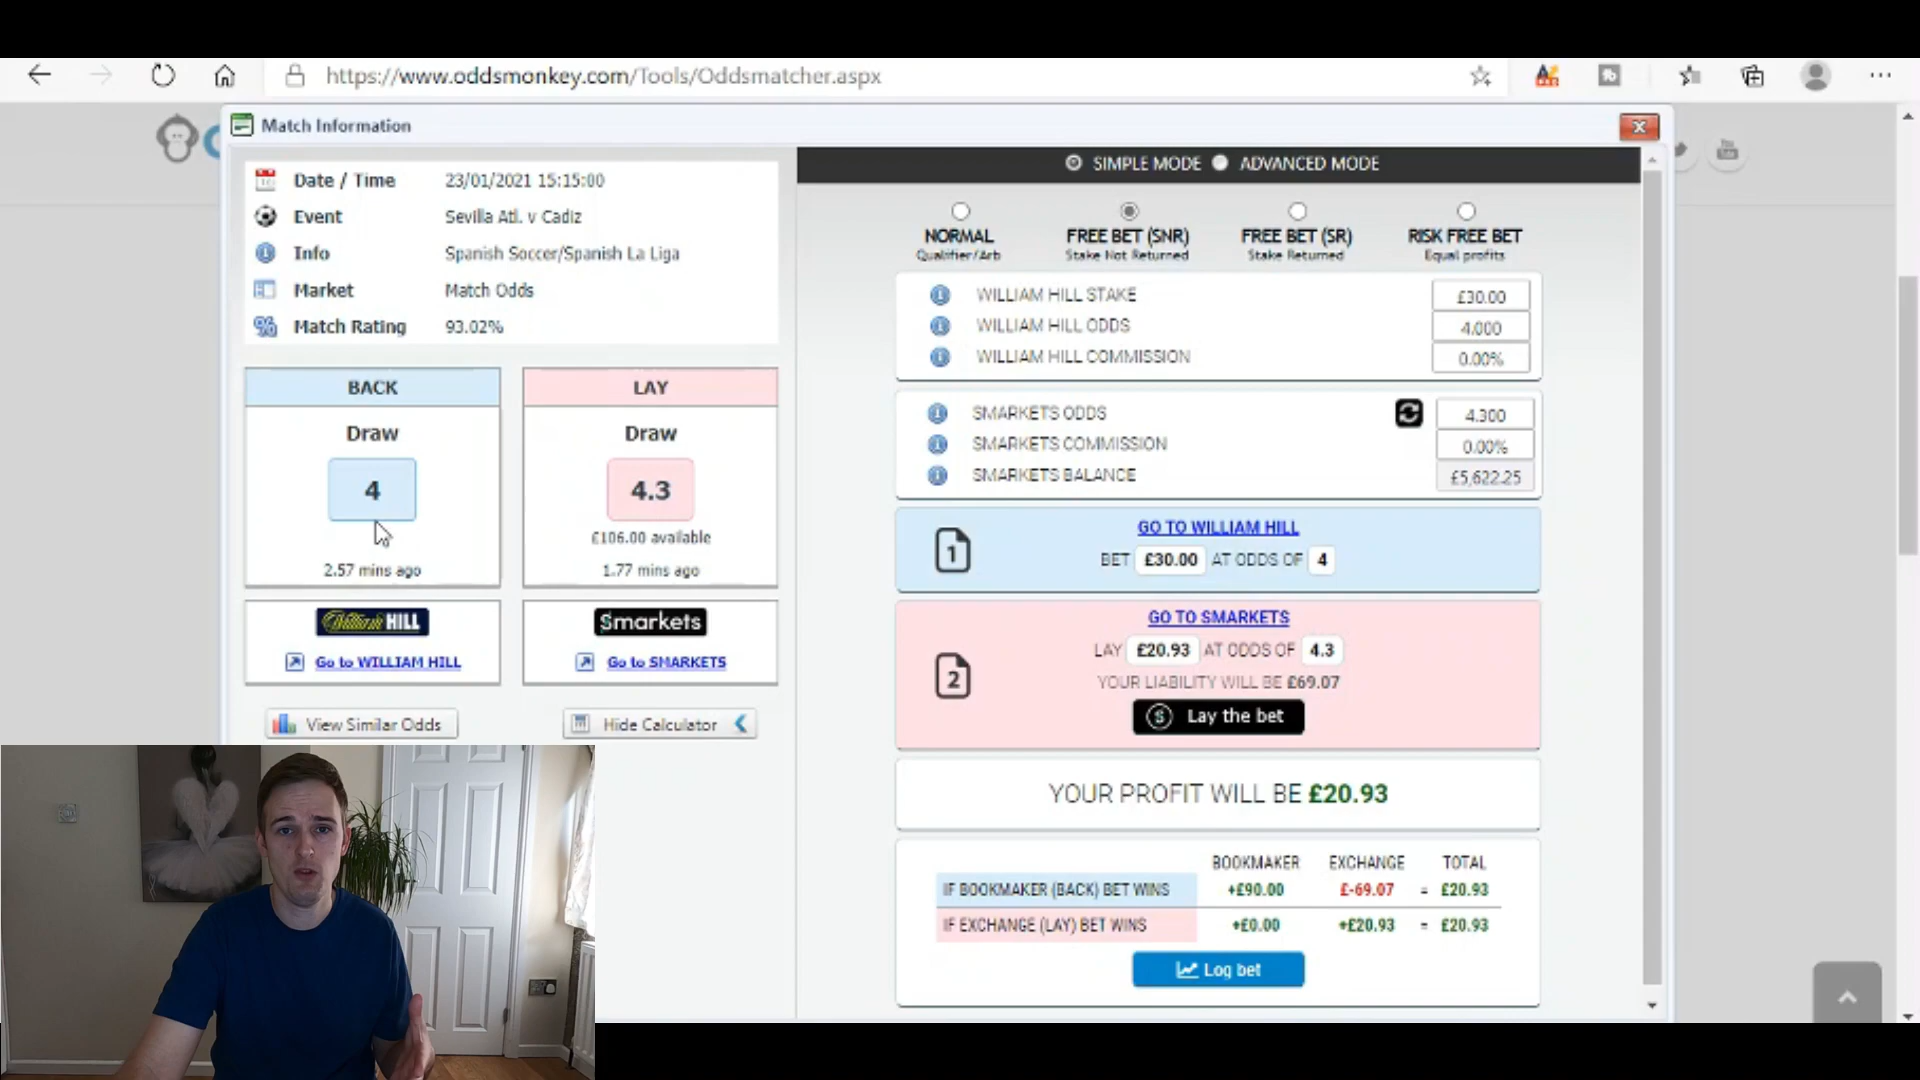 https://www.oddsmonkey.com/Tools/Oddsmatcher.aspx
Match Information
Date / Time 23/01/2021 15:15:00
Event Sevilla Atl. v Cadiz
Info Spanish Soccer/Spanish La Liga
Market Match Odds
Match Rating 93.02%
BACK
Draw
4
2.57 mins ago
William HILL
Go to WILLIAM HILL
View Similar Odds
LAY
Draw
4.3
£106.00 available
1.77 mins ago
Smarkets
Go to SMARKETS
Hide Calculator
SIMPLE MODE ADVANCED MODE
NORMAL FREE BET (SNR) FREE BET (SR) RISK FREE BET
Qualifier/Arb Stake Not Returned Stake Returned Equal profits
WILLIAM HILL STAKE £30.00
WILLIAM HILL ODDS 4.000
WILLIAM HILL COMMISSION 0.00%
SMARKETS ODDS 4.300
SMARKETS COMMISSION 0.00%
SMARKETS BALANCE £5,622.25
1
GO TO WILLIAM HILL
BET £30.00 AT ODDS OF 4
2
GO TO SMARKETS
LAY £20.93 AT ODDS OF 4.3
YOUR LIABILITY WILL BE £69.07
Lay the bet
YOUR PROFIT WILL BE £20.93
BOOKMAKER EXCHANGE TOTAL
IF BOOKMAKER (BACK) BET WINS +£90.00 £-69.07 = £20.93
IF EXCHANGE (LAY) BET WINS +£0.00 +£20.93 = £20.93
Log bet